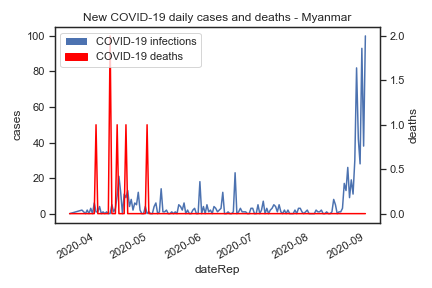 New COVID-19 daily cases and deaths - Myanmar
COVID-19 infections
COVID-19 deaths
100
80
60
40
20
0
cases
2.0
1.5
1.0
0.5
0.0
deaths
2020-04
2020-05
2020-06
2020-07
2020-08
2020-09
dateRep